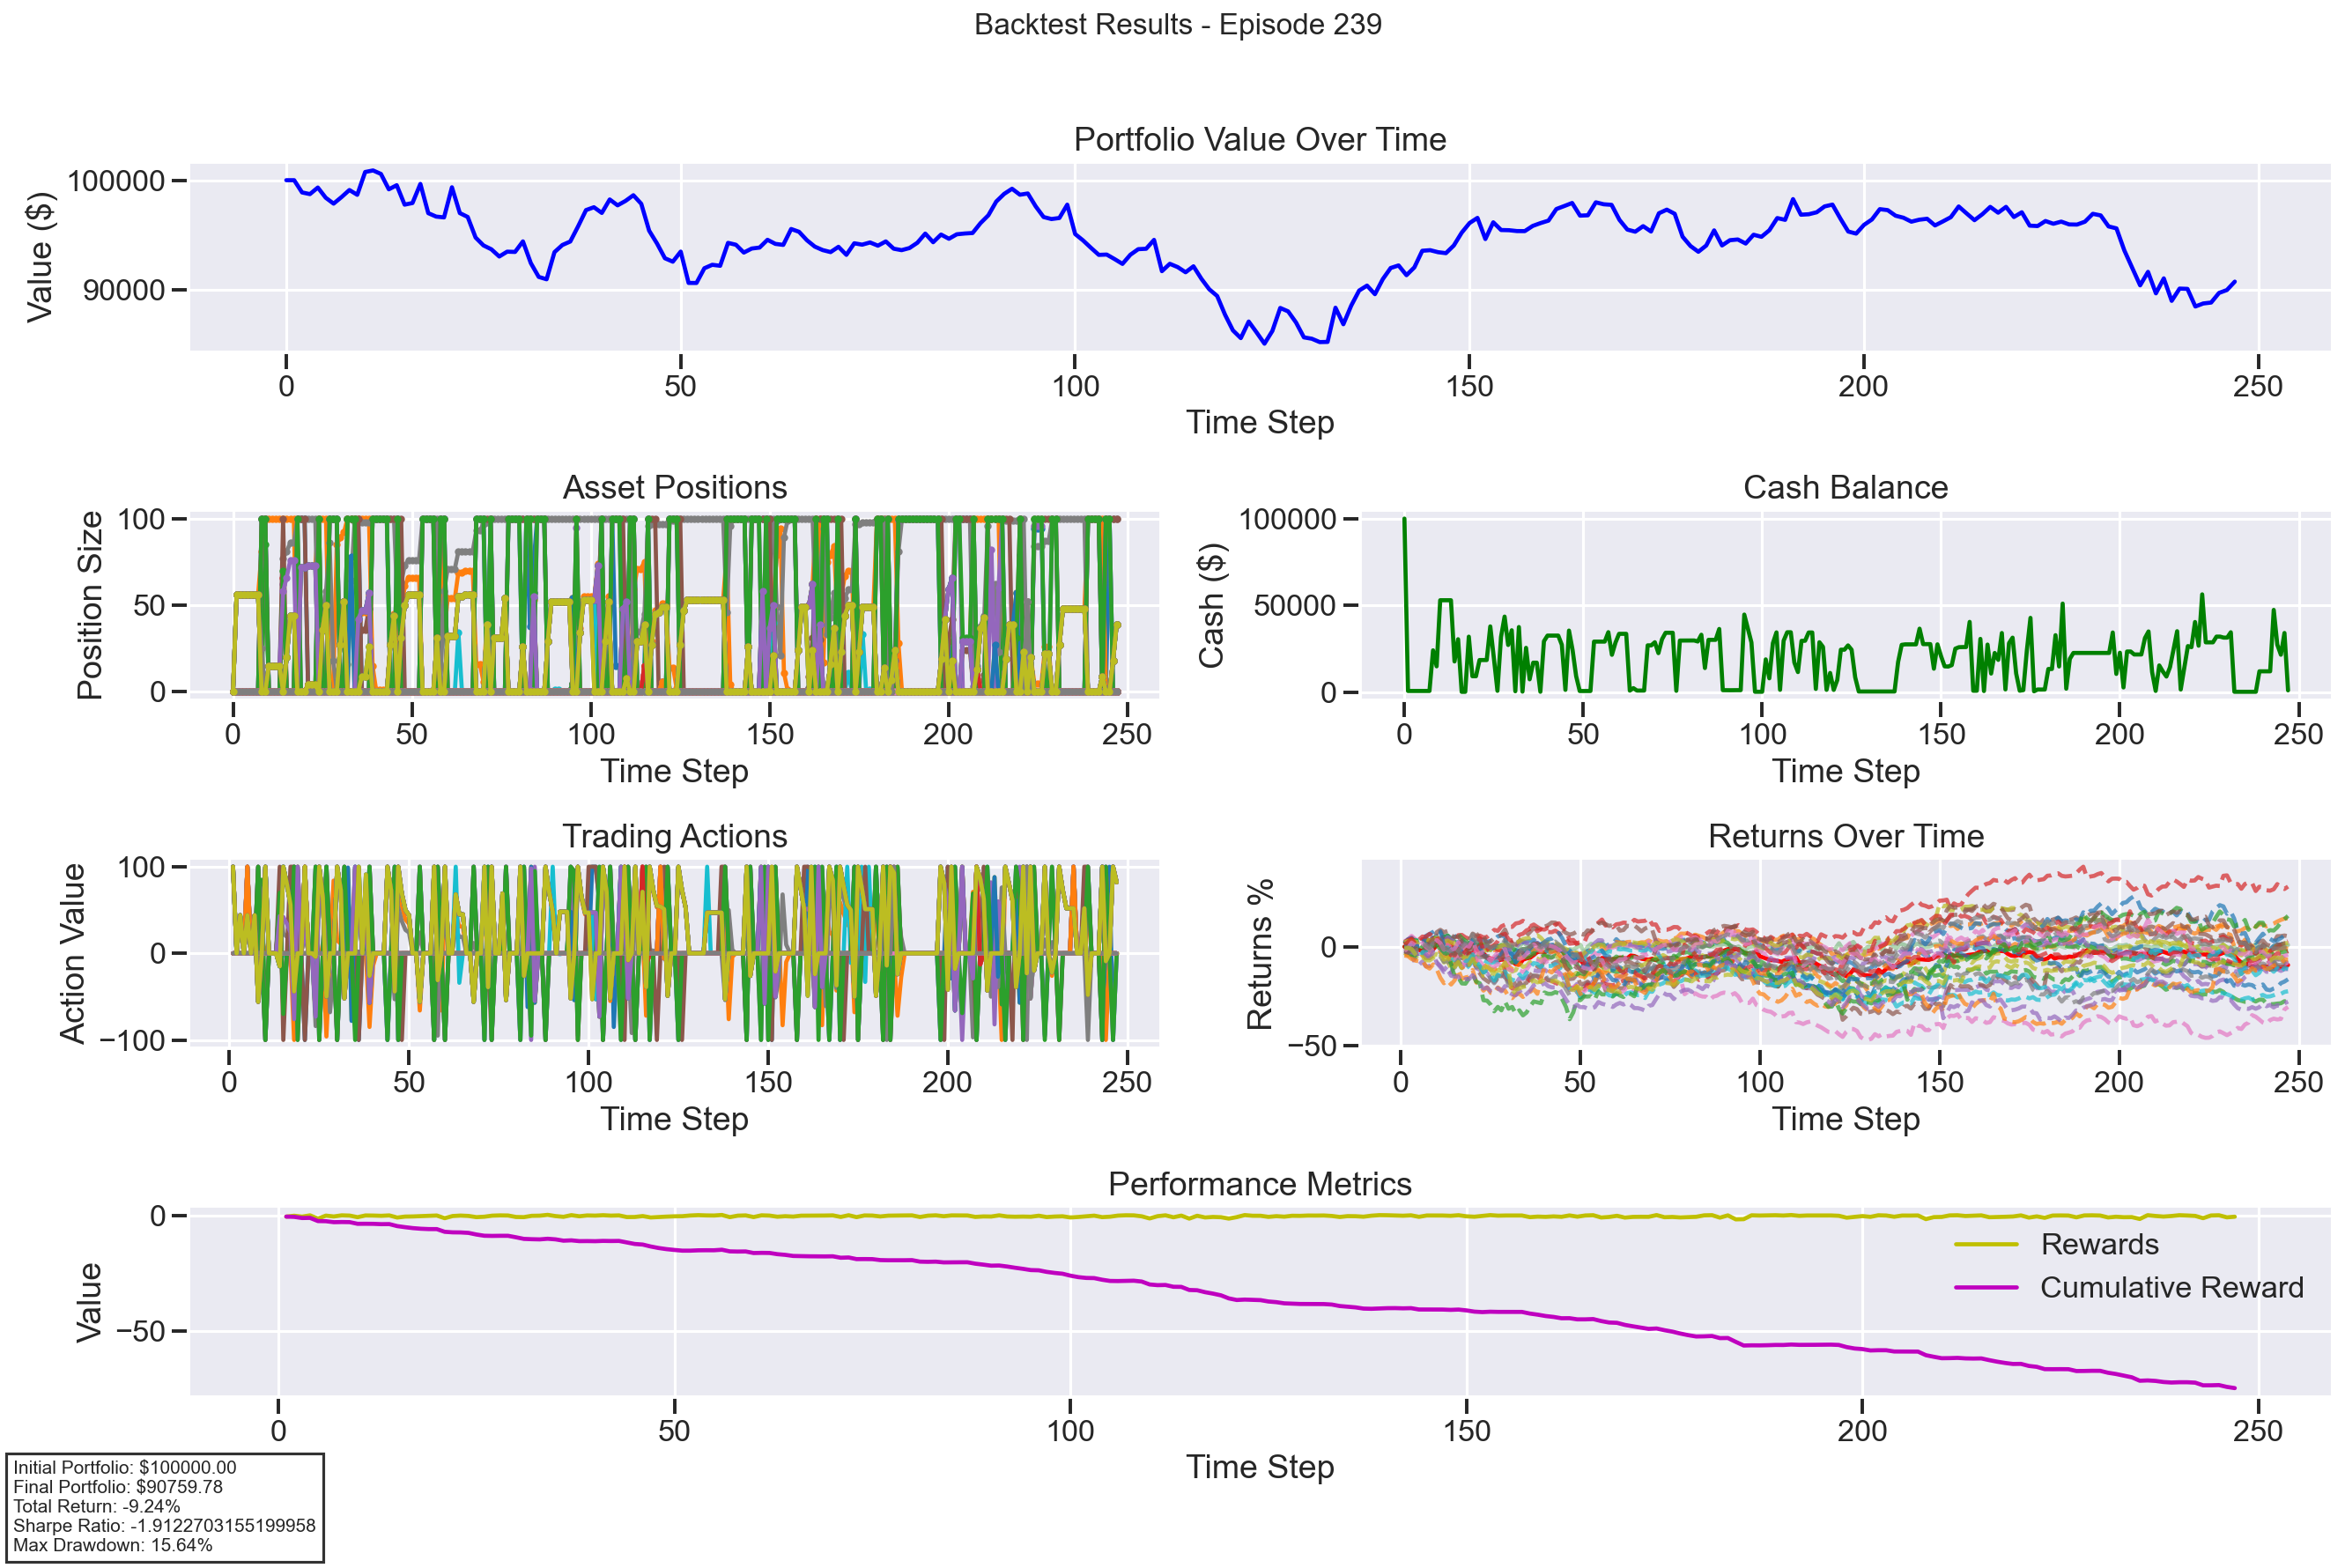 Backtest Results - Episode 239
Portfolio Value Over Time
Value ($)
100000
90000
0 50 100 150 200 250
Time Step
Asset Positions
Position Size
100
50
0
0 50 100 150 200 250
Time Step
Cash Balance
Cash ($)
100000
50000
0
0 50 100 150 200 250
Time Step
Trading Actions
Action Value
100
0
−100
0 50 100 150 200 250
Time Step
Returns Over Time
Returns %
0
−50
0 50 100 150 200 250
Time Step
Performance Metrics
Value
0
−50
Rewards
Cumulative Reward
0 50 100 150 200 250
Time Step
Initial Portfolio: $100000.00
Final Portfolio: $90759.78
Total Return: -9.24%
Sharpe Ratio: -1.9122703155199958
Max Drawdown: 15.64%